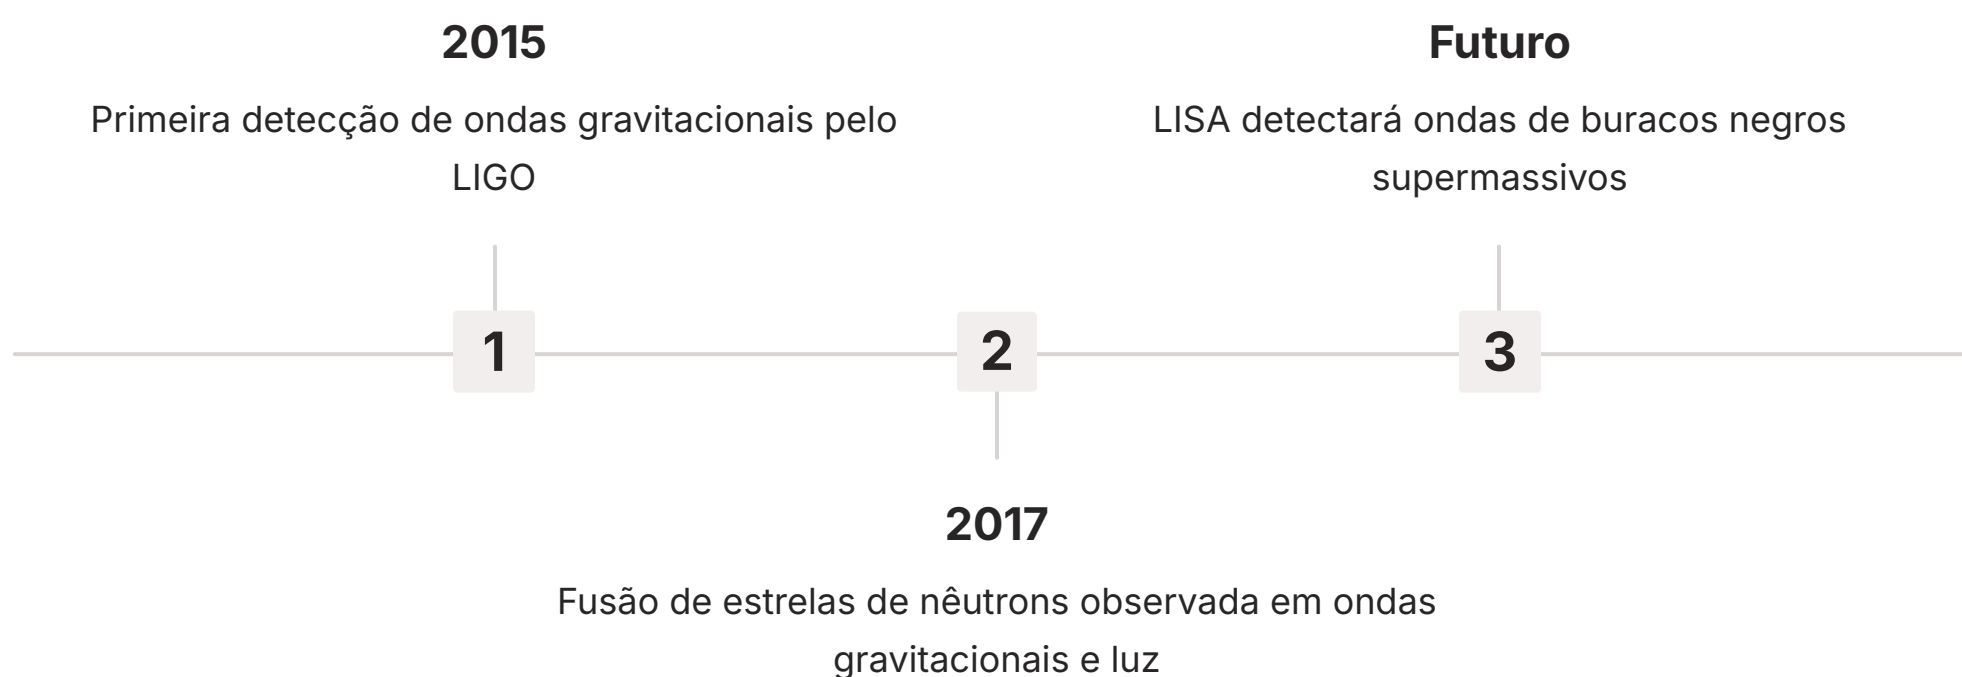 2015
Primeira detecção de ondas gravitacionais pelo
LIGO
Futuro
LISA detectará ondas de buracos negros
supermassivos
1
2
3
2017
Fusão de estrelas de nêutrons observada em ondas
gravitacionais e luz